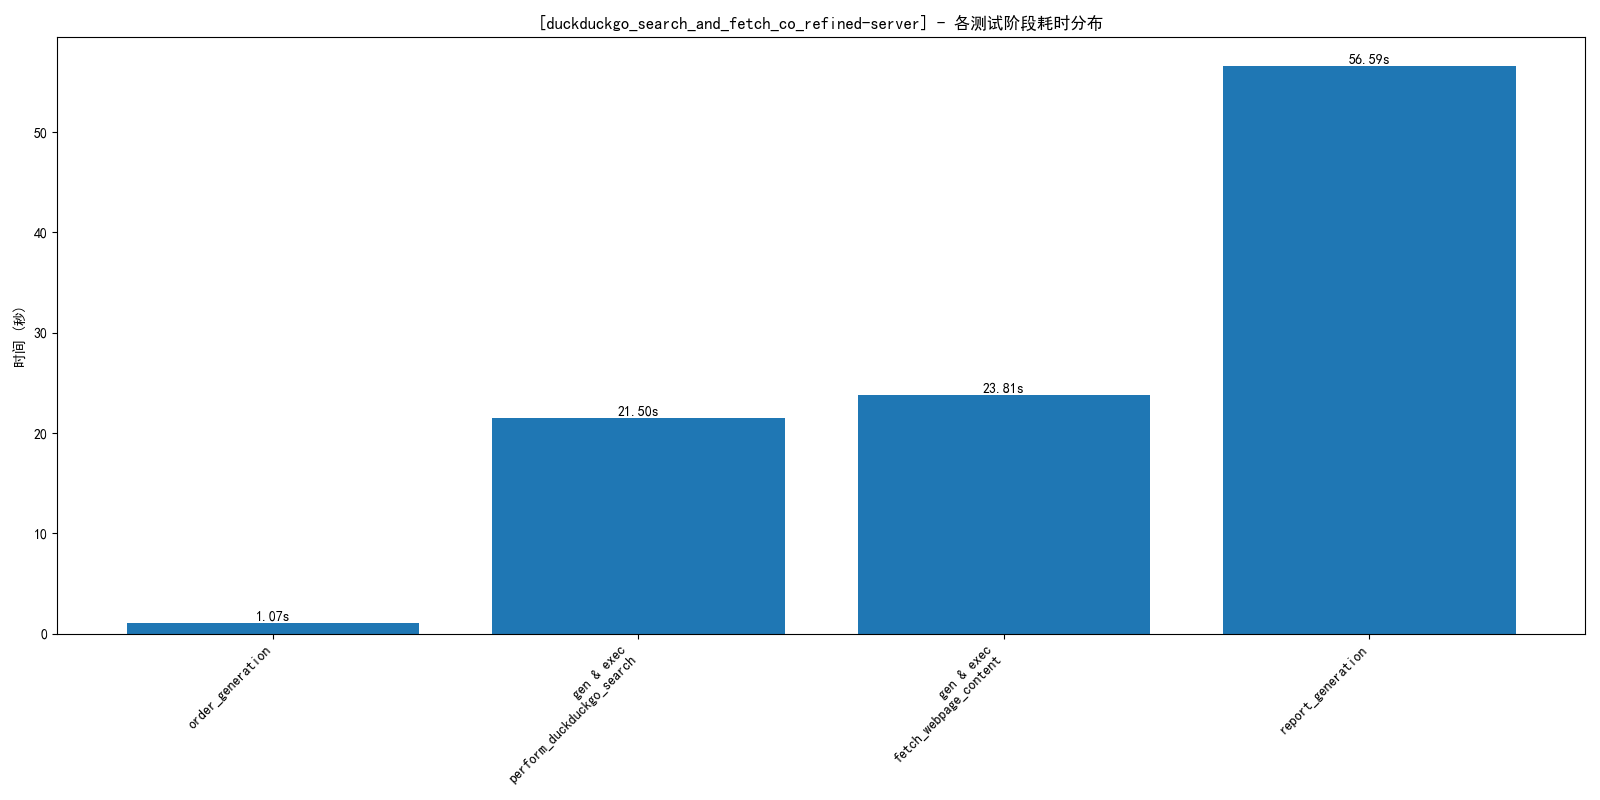 [duckduckgo_search_and_fetch_co_refined-server] - 各测试阶段耗时分布
时间 (秒)
50
40
30
20
10
0
1.07s
21.50s
23.81s
56.59s
order_generation
gen & exec
perform_duckduckgo_search
gen & exec
fetch_webpage_content
report_generation